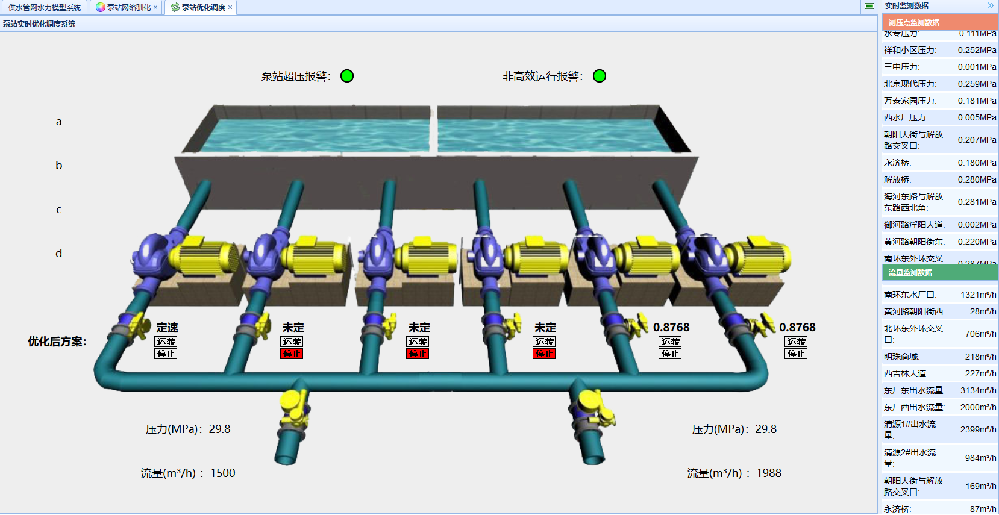 供水管网水力模型系统
泵站网络驯化 ×
泵站优化调度 ×
泵站实时优化调度系统
泵站超压报警：
非高效运行报警：
a
b
c
d
优化后方案：
定速
运转
停止
未定
运转
停止
未定
运转
停止
未定
运转
停止
0.8768
运转
停止
0.8768
运转
停止
压力(MPa)：29.8
流量(m³/h)：1500
压力(MPa)：29.8
流量(m³/h)：1988
实时监测数据
测压点监测数据
水专压力: 0.111MPa
祥和小区压力: 0.252MPa
三中压力: 0.001MPa
北京现代压力: 0.259MPa
万泰家园压力: 0.181MPa
西水厂压力: 0.005MPa
朝阳大街与解放
路交叉口: 0.207MPa
永济桥: 0.180MPa
解放桥: 0.280MPa
海河东路与解放
东路西北角: 0.281MPa
御河路浮阳大道: 0.002MPa
黄河路朝阳街东: 0.220MPa
南环东外环交叉 0.287MPa
流量监测数据
南环东水厂口: 1321m³/h
黄河路朝阳街西: 28m³/h
北环东外环交叉
口: 706m³/h
明珠商城: 218m³/h
西吉林大道: 227m³/h
东厂东出水流量: 3134m³/h
东厂西出水流量: 2000m³/h
清源1#出水流
量: 2399m³/h
清源2#出水流
量: 984m³/h
朝阳大街与解放
路交叉口: 169m³/h
永济桥: 87m³/h